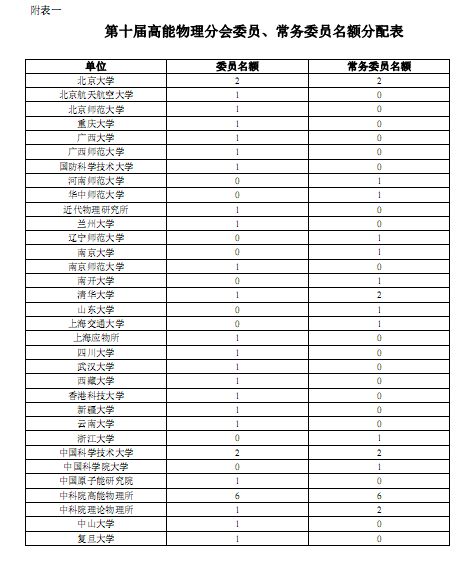 附表一
第十届高能物理分会委员、常务委员名额分配表
单位 委员名额 常务委员名额
北京大学 2 2
北京航天航空大学 1 0
北京师范大学 1 0
重庆大学 1 0
广西大学 1 0
广西师范大学 1 0
国防科学技术大学 1 0
河南师范大学 0 1
华中师范大学 0 1
近代物理研究所 1 0
兰州大学 1 0
辽宁师范大学 0 1
南京大学 0 1
南京师范大学 1 0
南开大学 0 1
清华大学 1 2
山东大学 0 1
上海交通大学 0 1
上海应物所 1 0
四川大学 1 0
武汉大学 1 0
西藏大学 1 0
香港科技大学 1 0
新疆大学 1 0
云南大学 1 0
浙江大学 0 1
中国科学技术大学 2 2
中国科学院大学 0 1
中国原子能研究院 1 0
中科院高能物理所 6 6
中科院理论物理所 1 2
中山大学 1 0
复旦大学 1 0